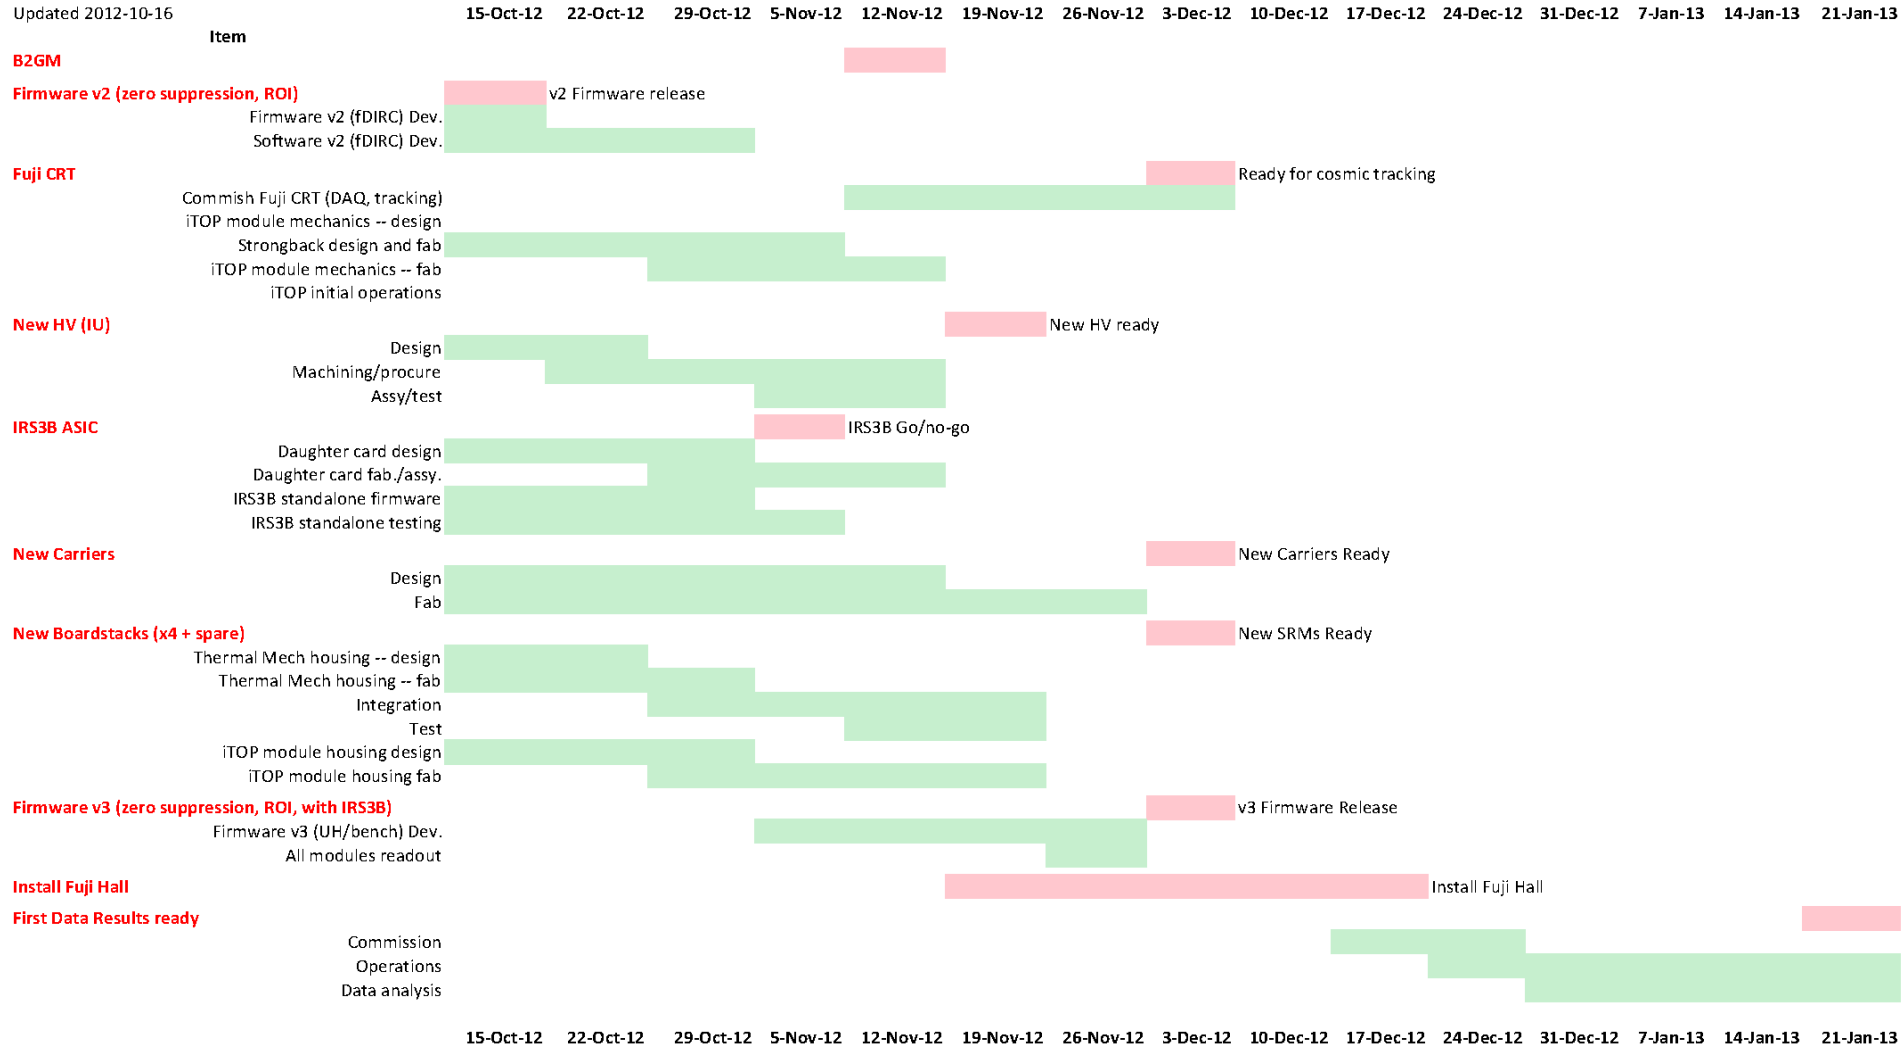 Updated 2012-10-16 15-Oct-12 22-Oct-12 29-Oct-12 5-Nov-12 12-Nov-12 19-Nov-12 26-Nov-12 3-Dec-12 10-Dec-12 17-Dec-12 24-Dec-12 31-Dec-12 7-Jan-13 14-Jan-13 21-Jan-13
Item
B2GM
Firmware v2 (zero suppression, ROI) v2 Firmware release
Firmware v2 (fDIRC) Dev.
Software v2 (fDIRC) Dev.
Fuji CRT Ready for cosmic tracking
Commish Fuji CRT (DAQ, tracking)
iTOP module mechanics -- design
Strongback design and fab
iTOP module mechanics -- fab
iTOP initial operations
New HV (IU) New HV ready
Design
Machining/procure
Assy/test
IRS3B ASIC IRS3B Go/no-go
Daughter card design
Daughter card fab./assy.
IRS3B standalone firmware
IRS3B standalone testing
New Carriers New Carriers Ready
Design
Fab
New Boardstacks (x4 + spare) New SRMs Ready
Thermal Mech housing -- design
Thermal Mech housing -- fab
Integration
Test
iTOP module housing design
iTOP module housing fab
Firmware v3 (zero suppression, ROI, with IRS3B) v3 Firmware Release
Firmware v3 (UH/bench) Dev.
All modules readout
Install Fuji Hall Install Fuji Hall
First Data Results ready
Commission
Operations
Data analysis
15-Oct-12 22-Oct-12 29-Oct-12 5-Nov-12 12-Nov-12 19-Nov-12 26-Nov-12 3-Dec-12 10-Dec-12 17-Dec-12 24-Dec-12 31-Dec-12 7-Jan-13 14-Jan-13 21-Jan-13